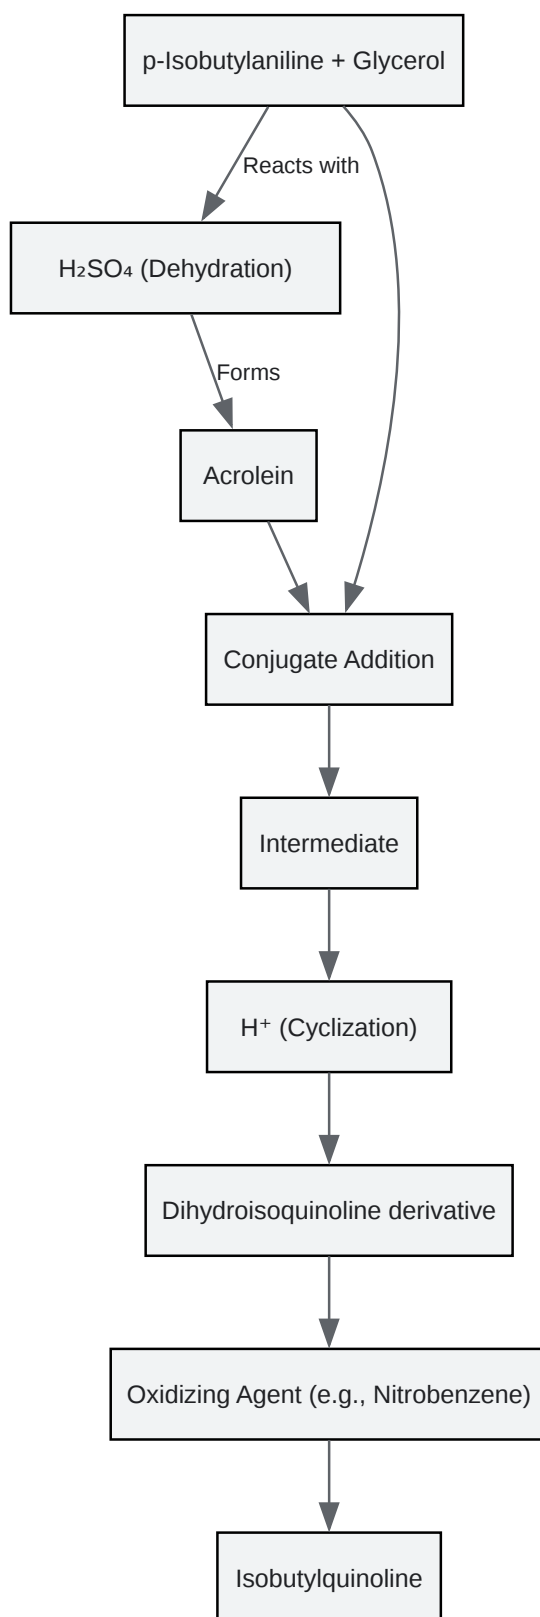 p-Isobutylaniline + Glycerol
Reacts with
H₂SO₄ (Dehydration)
Forms
Acrolein
Conjugate Addition
Intermediate
H⁺ (Cyclization)
Dihydroisoquinoline derivative
Oxidizing Agent (e.g., Nitrobenzene)
Isobutylquinoline